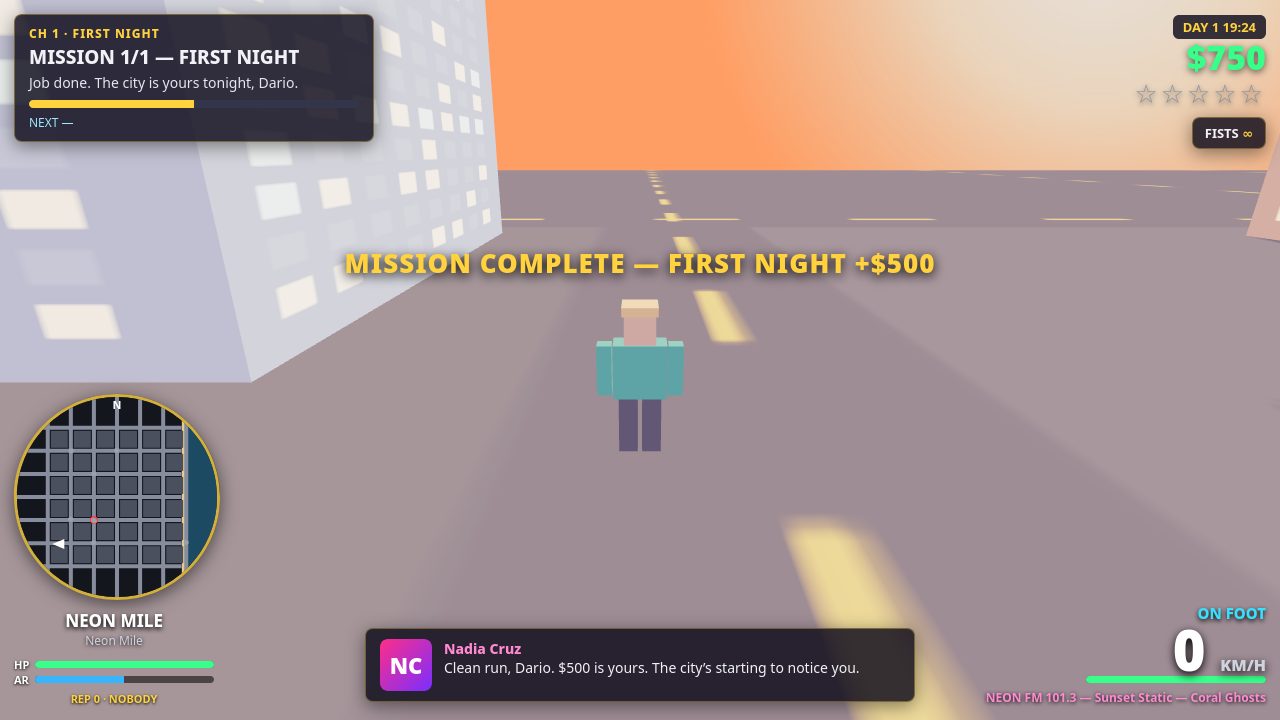 CH 1 · FIRST NIGHT
MISSION 1/1 — FIRST NIGHT
Job done. The city is yours tonight, Dario.
NEXT —
DAY 1 19:24
$750
FISTS ∞
MISSION COMPLETE — FIRST NIGHT +$500
N
NEON MILE
Neon Mile
HP
AR
REP 0 · NOBODY
NC
Nadia Cruz
Clean run, Dario. $500 is yours. The city’s starting to notice you.
ON FOOT
0 KM/H
NEON FM 101.3 — Sunset Static — Coral Ghosts